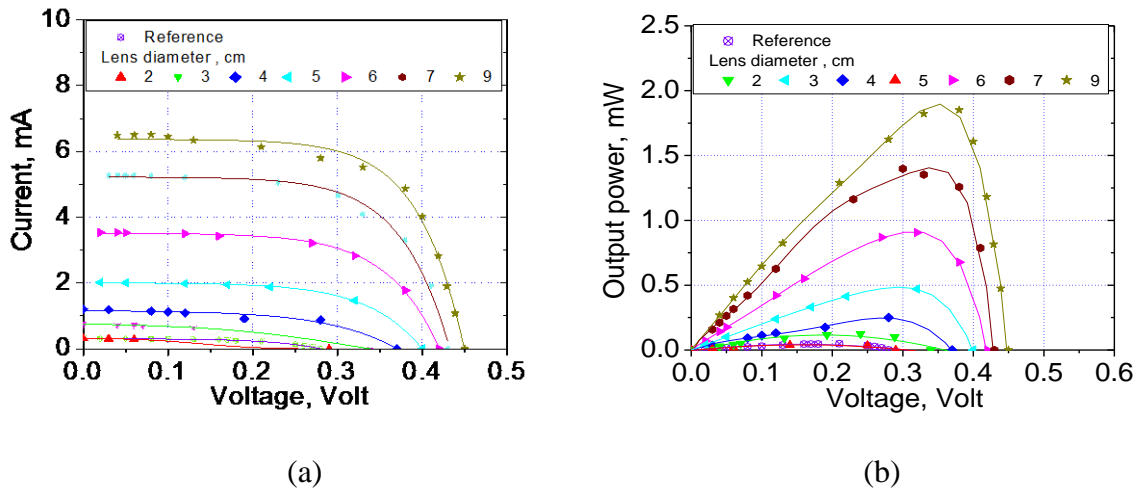 10
8
6
4
2
0
Current, mA
Reference
Lens diameter , cm
2 3 4 5 6 7 9
0.0 0.1 0.2 0.3 0.4 0.5
Voltage, Volt
(a)
2.5
2.0
1.5
1.0
0.5
0.0
Output power, mW
Reference
Lens diameter , cm
2 3 4 5 6 7 9
0.0 0.1 0.2 0.3 0.4 0.5 0.6
Voltage, Volt
(b)